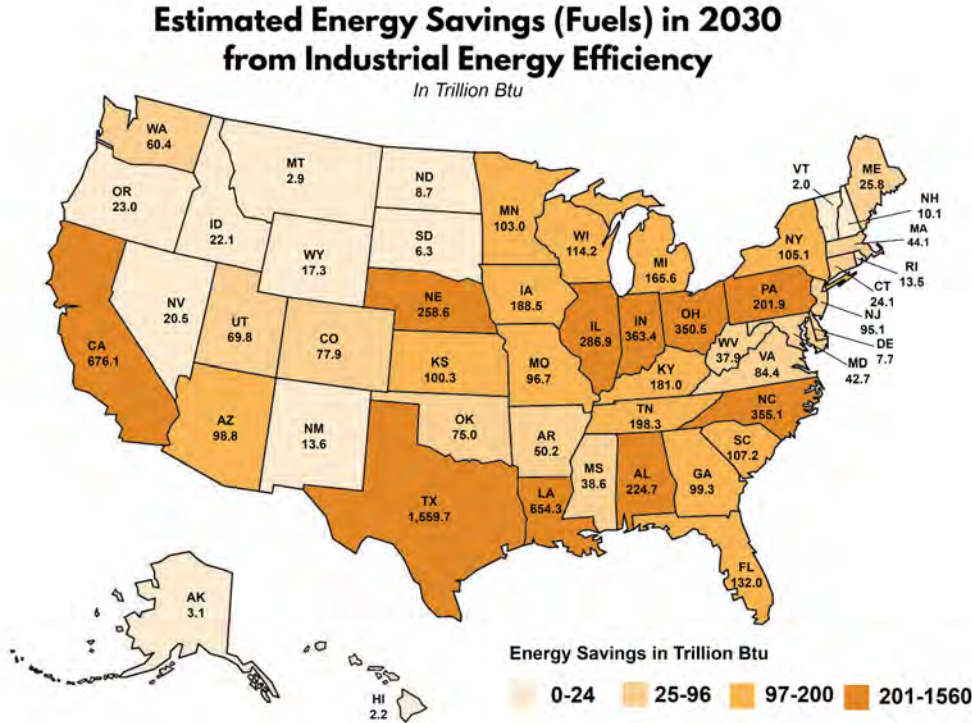 Estimated Energy Savings (Fuels) in 2030
from Industrial Energy Efficiency
In Trillion Btu
WA
60.4
OR
23.0
CA
676.1
ID
22.1
NV
20.5
MT
2.9
WY
17.3
UT
69.8
AZ
98.8
CO
77.9
NM
13.6
ND
8.7
SD
6.3
NE
258.6
KS
100.3
OK
75.0
TX
1,559.7
MN
103.0
IA
188.5
MO
96.7
AR
50.2
LA
654.3
WI
114.2
IL
286.9
MI
165.6
IN
363.4
OH
350.5
KY
181.0
TN
198.3
MS
38.6
AL
224.7
GA
99.3
FL
132.0
SC
107.2
NC
355.1
VA
84.4
WV
37.9
PA
201.9
NY
105.1
VT
2.0
ME
25.8
NH
10.1
MA
44.1
RI
13.5
CT
24.1
NJ
95.1
DE
7.7
MD
42.7
AK
3.1
HI
2.2
Energy Savings in Trillion Btu
0-24 25-96 97-200 201-1560